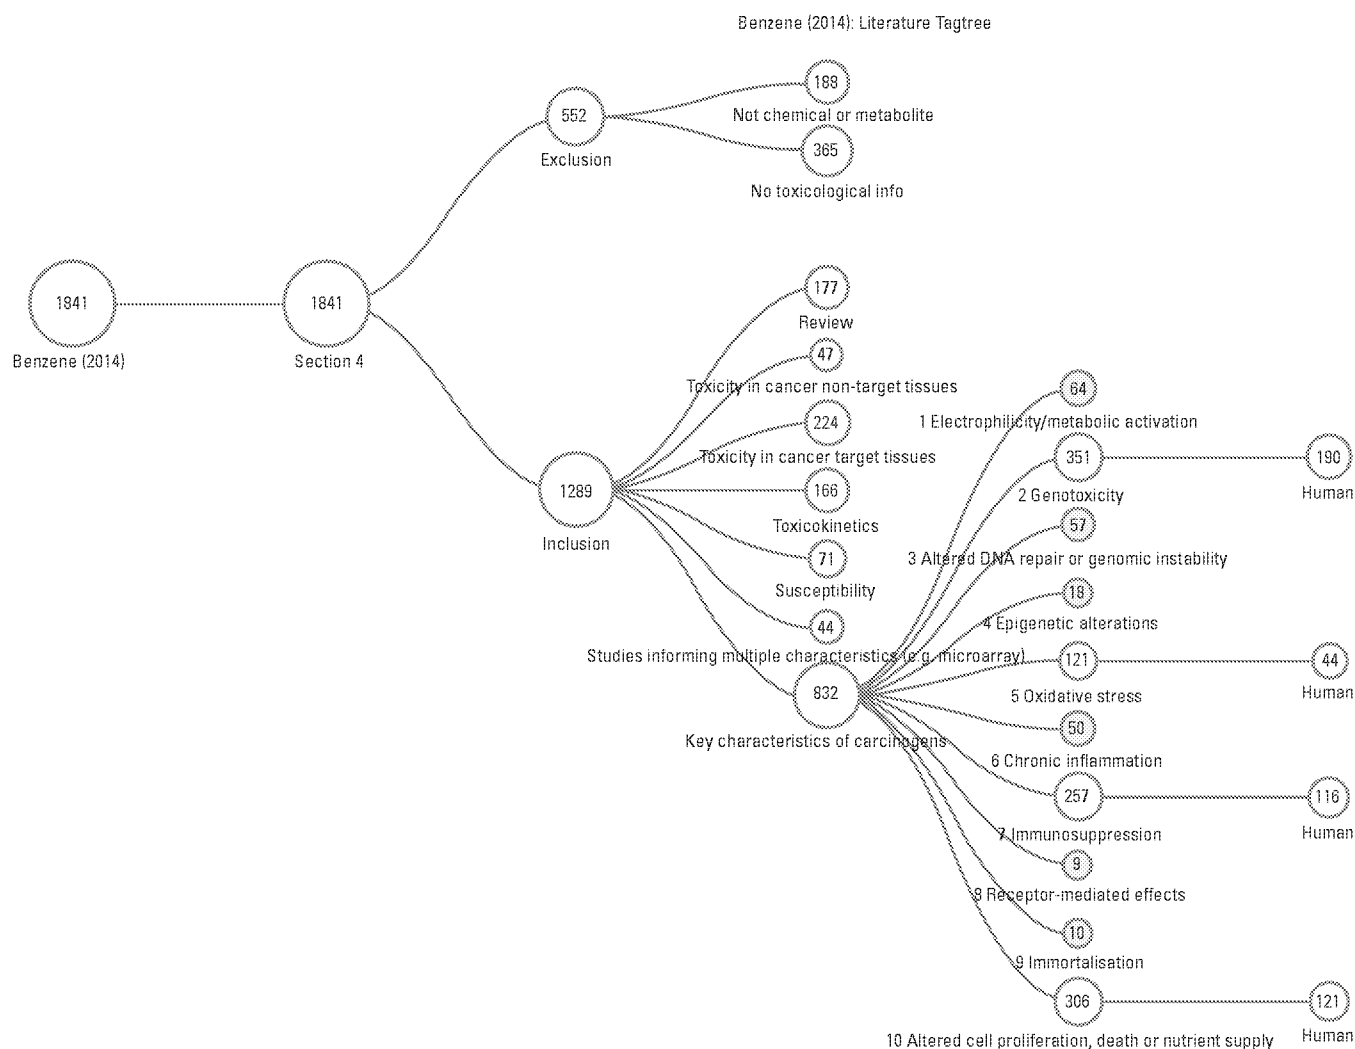 Benzene (2014): Literature Tagtree
188
Not chemical or metabolite
552
Exclusion
365
No toxicological info
1841
Benzene (2014)
1841
Section 4
177
Review
47
Toxicity in cancer non-target tissues
224
Toxicity in cancer target tissues
1289
Inclusion
166
Toxicokinetics
71
Susceptibility
44
Studies informing multiple characteristics (e.g. microarray)
832
Key characteristics of carcinogens
64
1 Electrophilicity/metabolic activation
351
2 Genotoxicity
190
Human
57
3 Altered DNA repair or genomic instability
18
4 Epigenetic alterations
121
5 Oxidative stress
44
Human
50
6 Chronic inflammation
257
7 Immunosuppression
116
Human
9
8 Receptor-mediated effects
10
9 Immortalisation
306
10 Altered cell proliferation, death or nutrient supply
121
Human